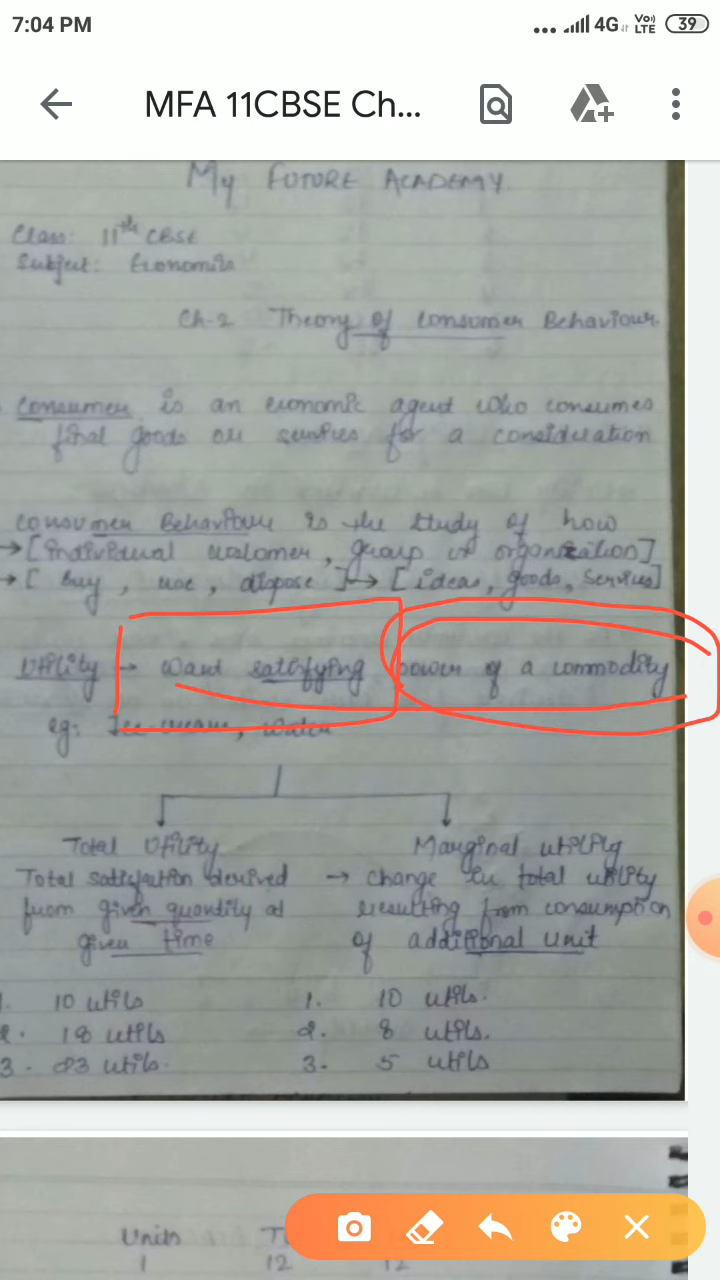 7:04 PM
4G Vo)) LTE 39
MFA 11CBSE Ch...
My FUTURE ACADEMY.
Class: 11th CBSE
Subject: Economics
Ch-2 Theory of Consumer Behaviour
Consumer is an economic agent who consumes
final goods or services for a consideration
Consumer Behaviour is the study of how
→ [individual customer, group or organization]
→ [ buy, use, dispose ] → [ideas, goods, services]
Utility → want satisfying power of a commodity
eg: Ice-cream, water
Total Utility Marginal utility
Total satisfaction derived → change in total utility
from given quantity at resulting from consumption
given time of additional unit
1. 10 utils 1. 10 utils.
2. 18 utils 2. 8 utils.
3. 23 utils. 3. 5 utils
Units
1 12 12